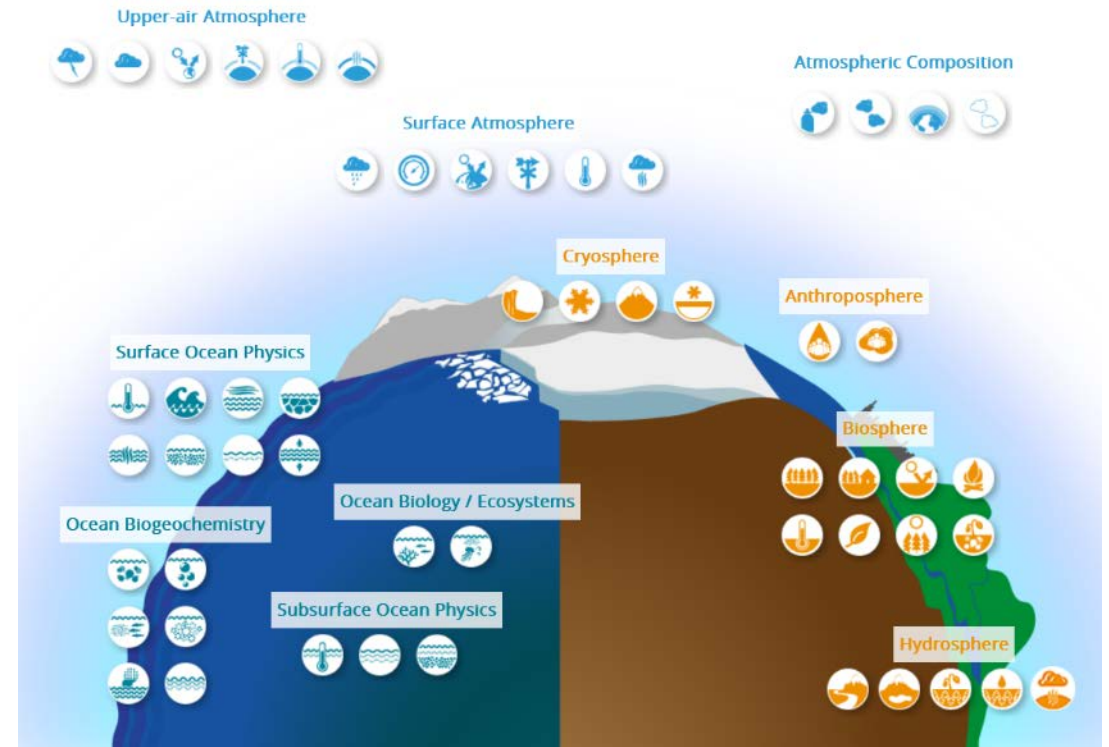 Upper-air Atmosphere
Atmospheric Composition
Surface Atmosphere
Cryosphere
Anthroposphere
Surface Ocean Physics
Biosphere
Ocean Biology / Ecosystems
Ocean Biogeochemistry
Subsurface Ocean Physics
Hydrosphere